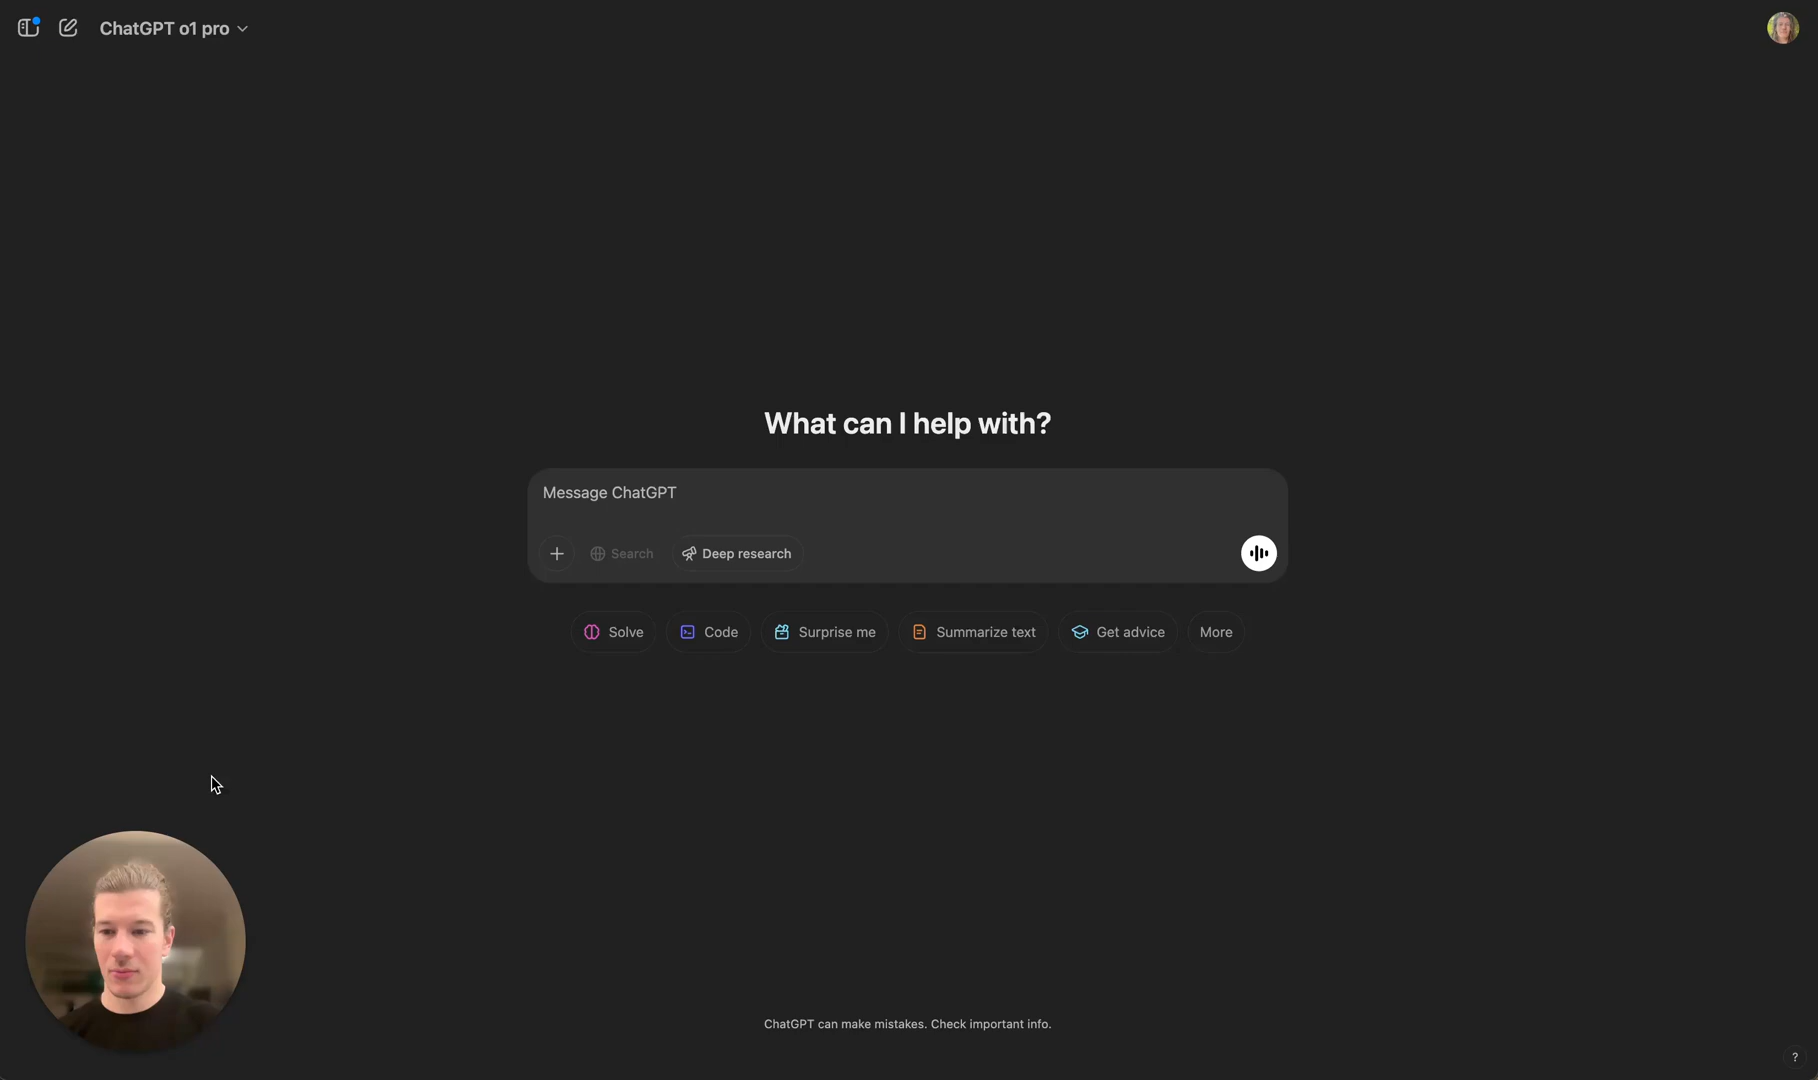 ChatGPT o1 pro
What can I help with?
Message ChatGPT
Search
Deep research
Solve
Code
Surprise me
Summarize text
Get advice
More
ChatGPT can make mistakes. Check important info.
?